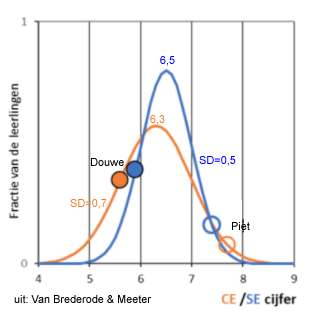 1
6,5
6,3
Douwe
SD=0,5
SD=0,7
Piet
Fractie van de leerlingen
0
4 5 6 7 8 9
uit: Van Brederode & Meeter
CE /SE cijfer